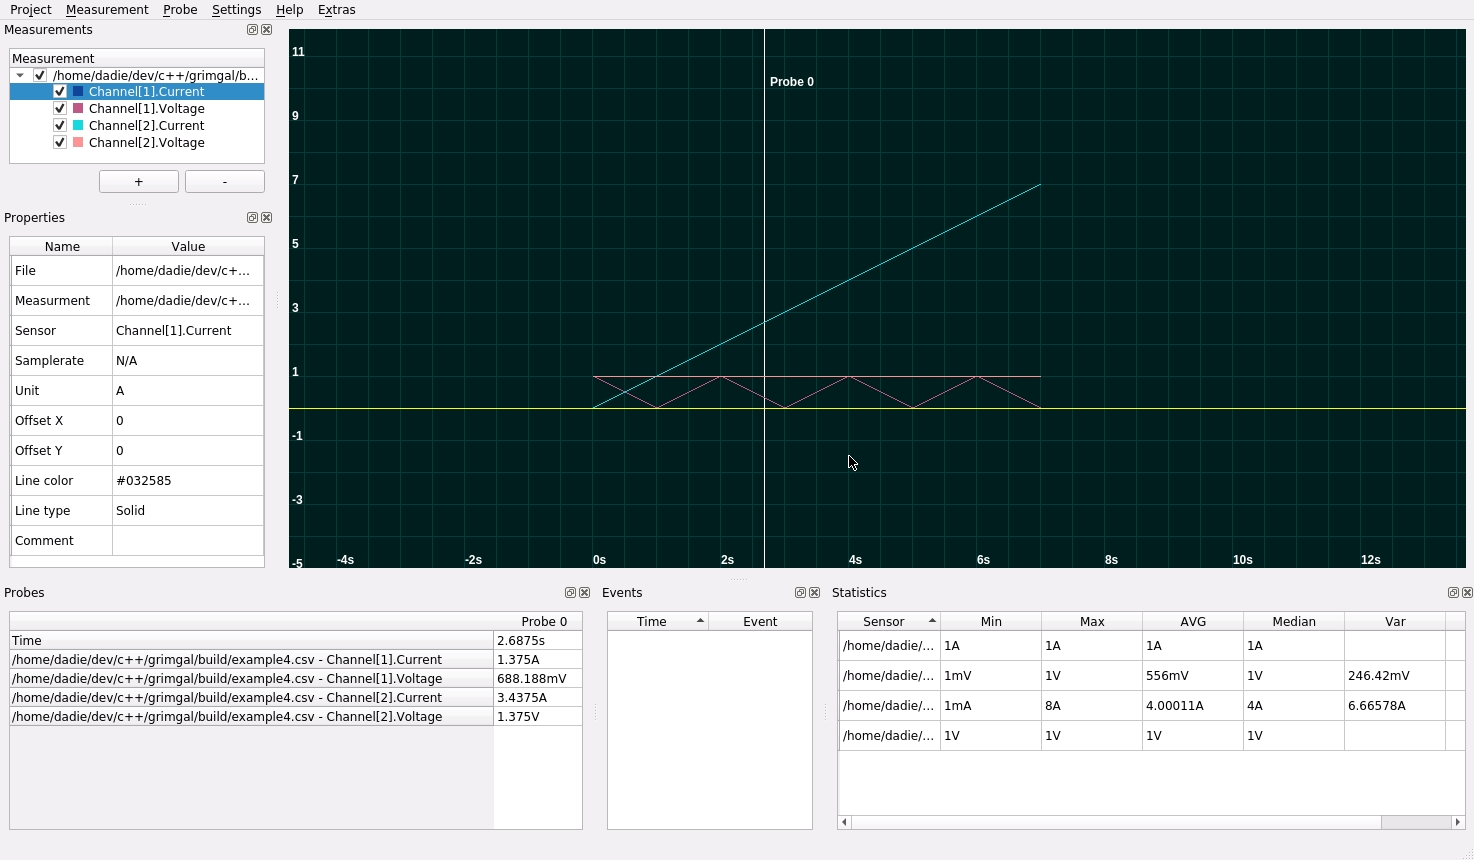 Project Measurement Probe Settings Help Extras
Measurements
Measurement
/home/dadie/dev/c++/grimgal/b...
Channel[1].Current
Channel[1].Voltage
Channel[2].Current
Channel[2].Voltage
+ -
Properties
Name Value
File /home/dadie/dev/c+...
Measurment /home/dadie/dev/c+...
Sensor Channel[1].Current
Samplerate N/A
Unit A
Offset X 0
Offset Y 0
Line color #032585
Line type Solid
Comment
11
Probe 0
9
7
5
3
1
-1
-3
-5
-4s -2s 0s 2s 4s 6s 8s 10s 12s
Probes
Probe 0
Time 2.6875s
/home/dadie/dev/c++/grimgal/build/example4.csv - Channel[1].Current 1.375A
/home/dadie/dev/c++/grimgal/build/example4.csv - Channel[1].Voltage 688.188mV
/home/dadie/dev/c++/grimgal/build/example4.csv - Channel[2].Current 3.4375A
/home/dadie/dev/c++/grimgal/build/example4.csv - Channel[2].Voltage 1.375V
Events
Time Event
Statistics
Sensor Min Max AVG Median Var
/home/dadie/... 1A 1A 1A 1A
/home/dadie/... 1mV 1V 556mV 1V 246.42mV
/home/dadie/... 1mA 8A 4.00011A 4A 6.66578A
/home/dadie/... 1V 1V 1V 1V